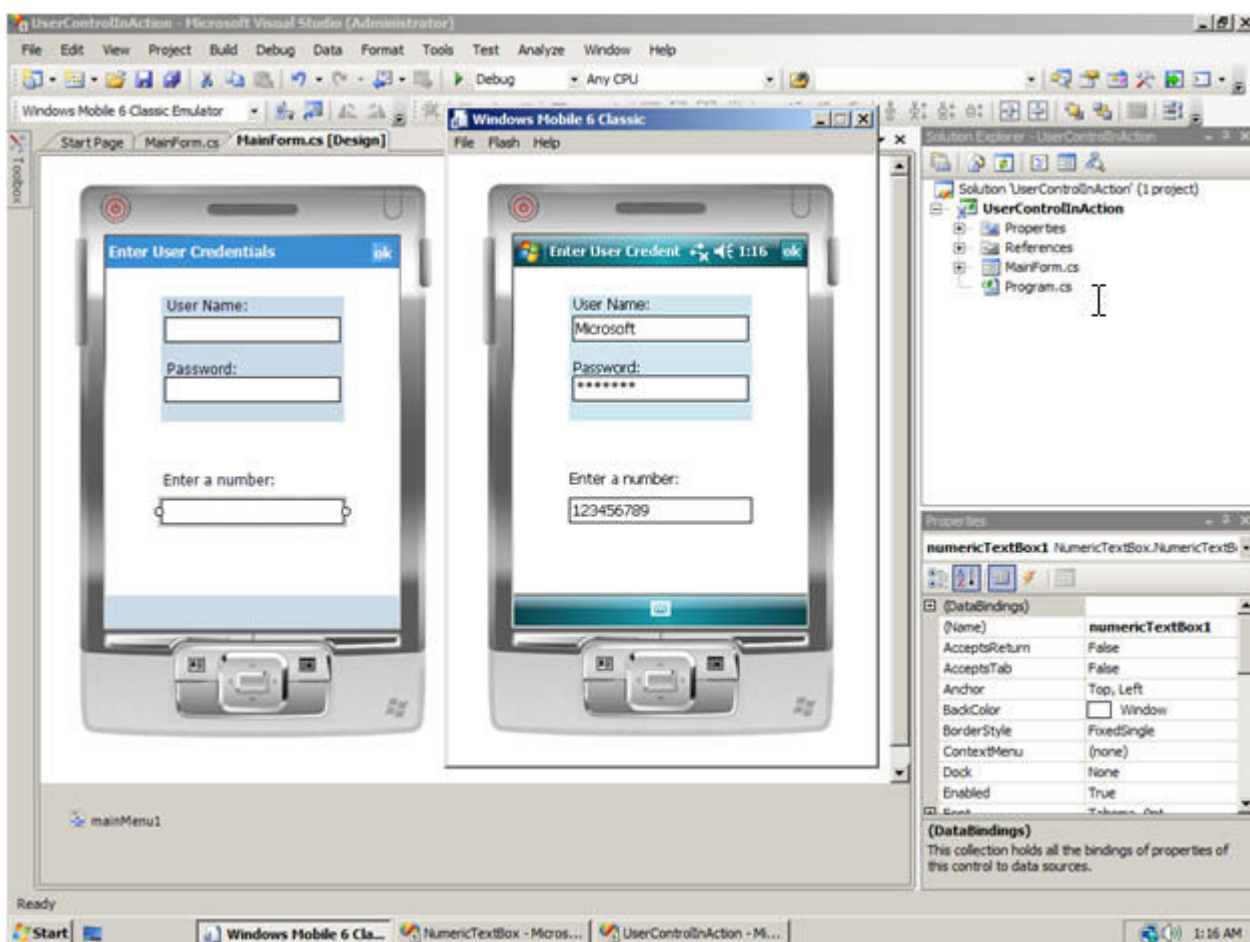 UserControlInAction - Microsoft Visual Studio (Administrator)
File Edit View Project Build Debug Data Format Tools Test Analyze Window Help
Debug Any CPU
Windows Mobile 6 Classic Emulator
Toolbox
Start Page MainForm.cs MainForm.cs [Design]
Enter User Credentials ok
User Name:
Password:
Enter a number:
mainMenu1
Windows Mobile 6 Classic
File Flash Help
Enter User Credent 1:16 ok
User Name:
Microsoft
Password:
*******
Enter a number:
123456789
Solution Explorer - UserControlInAction
Solution 'UserControlInAction' (1 project)
UserControlInAction
Properties
References
MainForm.cs
Program.cs
Properties
numericTextBox1 NumericTextBox.NumericTextB
(DataBindings)
(Name) numericTextBox1
AcceptsReturn False
AcceptsTab False
Anchor Top, Left
BackColor Window
BorderStyle FixedSingle
ContextMenu (none)
Dock None
Enabled True
(DataBindings)
This collection holds all the bindings of properties of
this control to data sources.
Ready
Start Windows Mobile 6 Cla... NumericTextBox - Micros... UserControlInAction - Mi... 1:16 AM